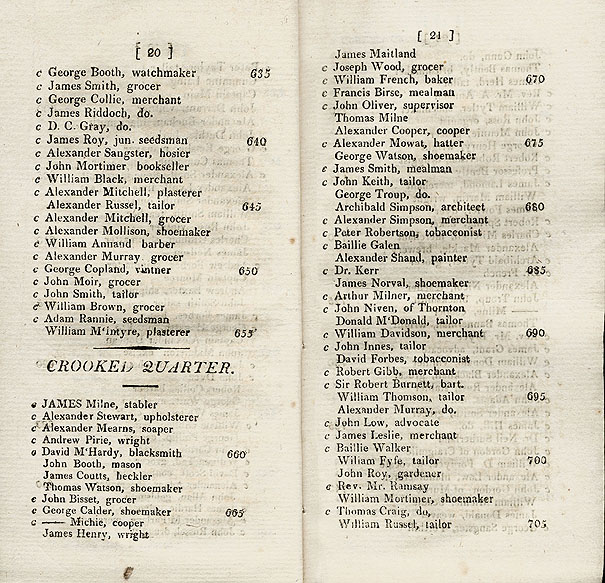 [ 20 ]
c George Booth, watchmaker 635
c James Smith, grocer
c George Collie, merchant
c James Riddoch, do.
c D. C. Gray, do.
c James Roy, jun. seedsman 640
c Alexander Sangster, hosier
c John Mortimer bookseller
c William Black, merchant
c Alexander Mitchell, plasterer
Alexander Russel, tailor 645
c Alexander Mitchell, grocer
c Alexander Mollison, shoemaker
c William Annand barber
c Alexander Murray grocer
c George Copland, vintner 650
c John Moir, grocer
c John Smith, tailor
c William Brown, grocer
c Adam Rannie, seedsman
William M'Intyre, plasterer 655
CROOKED QUARTER.
c JAMES Milne, stabler
c Alexander Stewart, upholsterer
c Alexander Mearns, soaper
c Andrew Pirie, wright
o David M'Hardy, blacksmith 660
John Booth, mason
James Coutts, heckler
Thomas Watson, shoemaker
c John Bisset, grocer
c George Calder, shoemaker 665
c —— Michie, cooper
James Henry, wright
[ 21 ]
James Maitland
c Joseph Wood, grocer
c William French, baker 670
c Francis Birse, mealman
c John Oliver, supervisor
Thomas Milne
Alexander Cooper, cooper
c Alexander Mowat, hatter 675
George Watson, shoemaker
c James Smith, mealman
c John Keith, tailor
George Troup, do.
Archibald Simpson, architect 680
c Alexander Simpson, merchant
c Peter Robertson, tobacconist
c Baillie Galen
Alexander Shand, painter
c Dr. Kerr 685
James Norval, shoemaker
c Arthur Milner, merchant
c John Niven, of Thornton
Donald M'Donald, tailor
c William Davidson, merchant 690
c John Innes, tailor
David Forbes, tobacconist
c Robert Gibb, merchant
c Sir Robert Burnett, bart.
William Thomson, tailor 695
Alexander Murray, do.
c John Low, advocate
c James Leslie, merchant
c Baillie Walker
William Fyfe, tailor 700
John Roy, gardener
c Rev. Mr. Ramsay
William Mortimer, shoemaker
c Thomas Craig, do,
William Russel, tailor 705